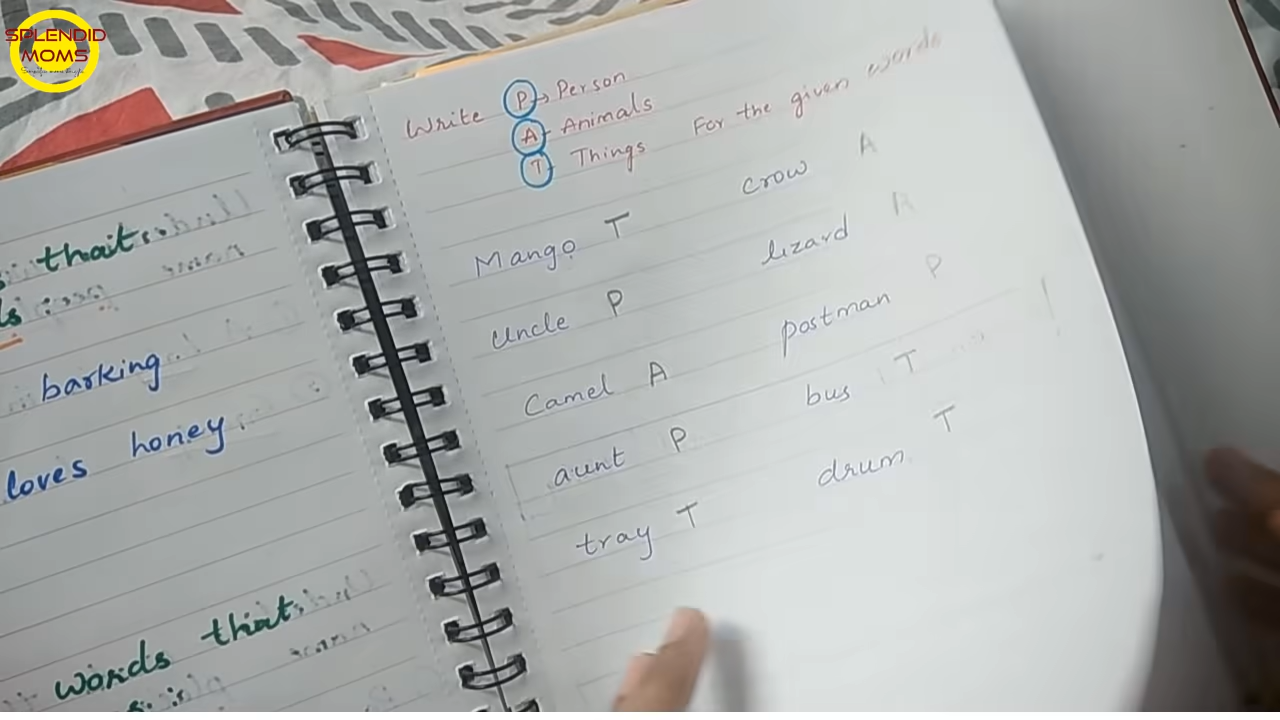 SPLENDID
MOMS
that..
s :
barking
loves honey.
words that
Write P → Person
A - Animals
T - Things For the given words
Mango T crow A
Uncle P lizard A
Camel A postman P
aunt P bus T
tray T drum T